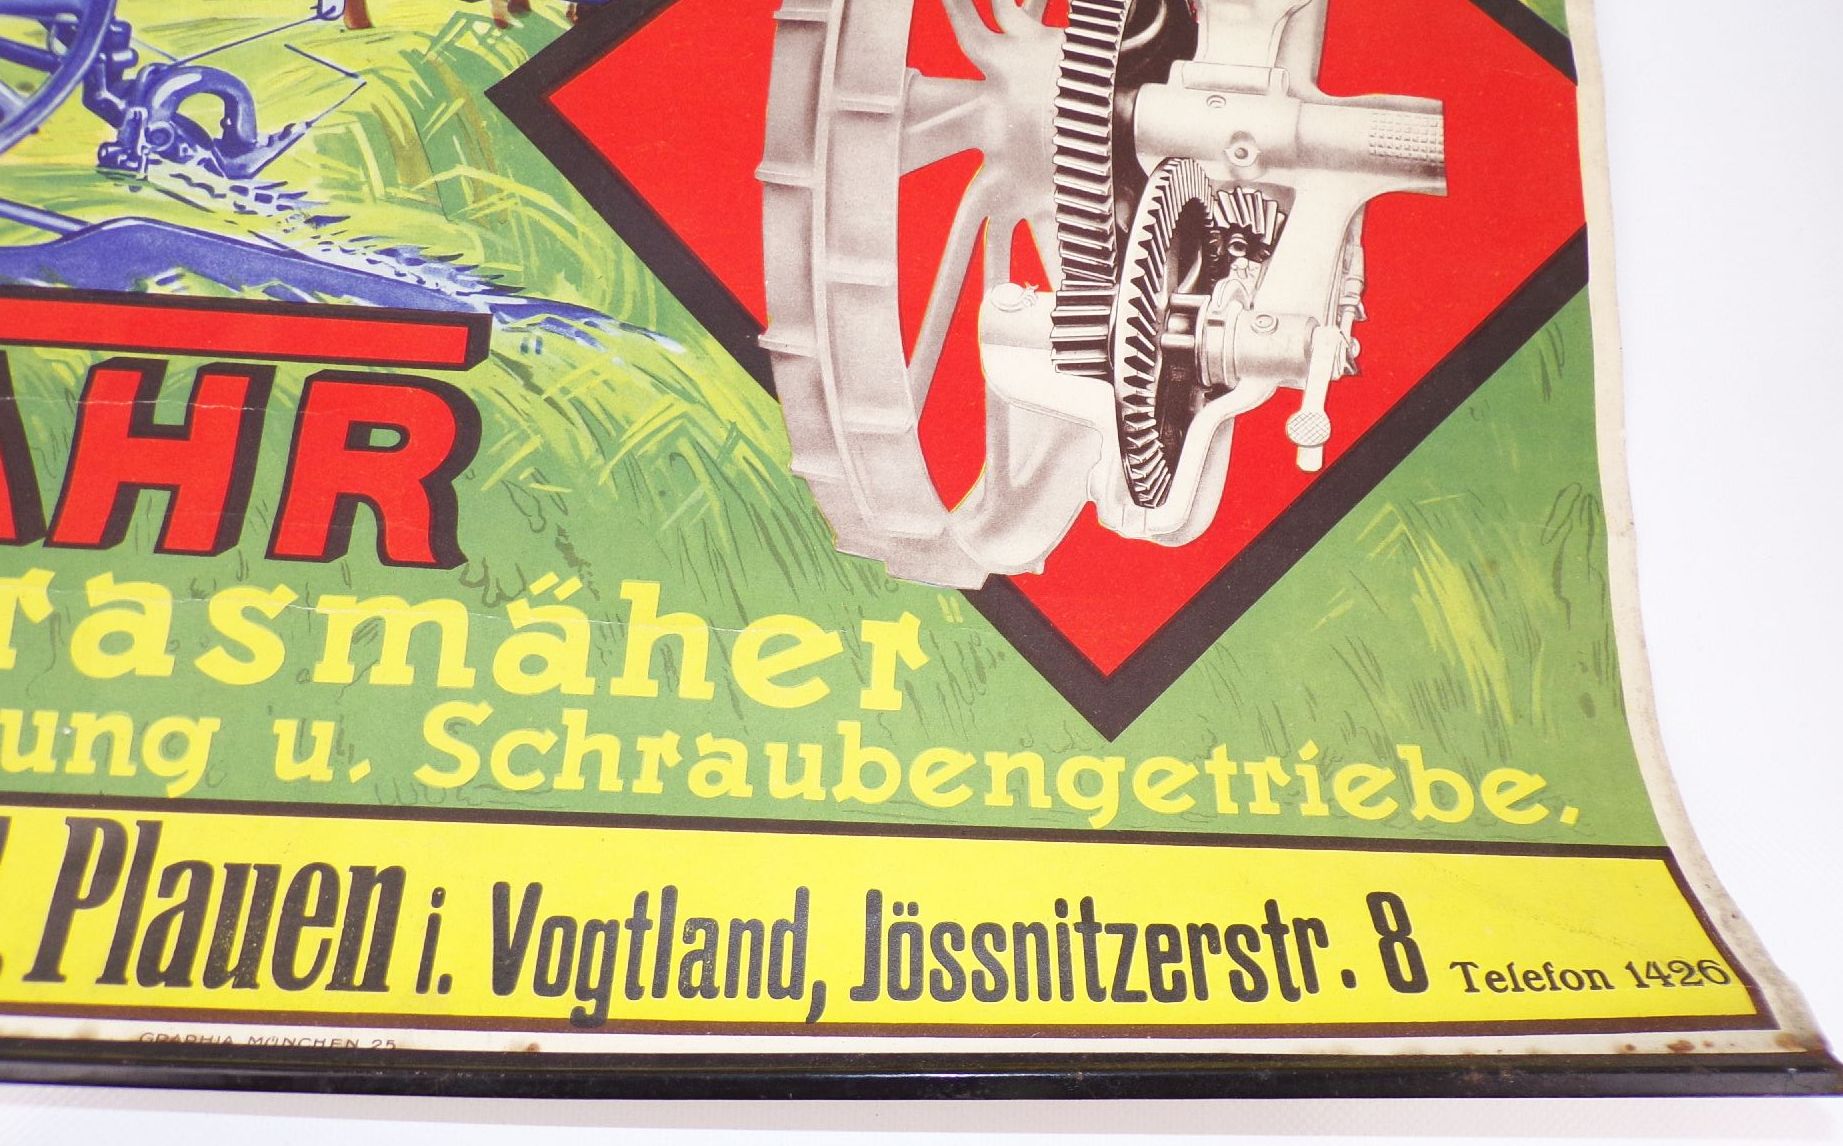 AHR
rasmäher"
ung u. Schraubengetriebe.
Plauen i. Vogtland, Jössnitzerstr. 8 Telefon 1426
GRAPHIA MÜNCHEN 25